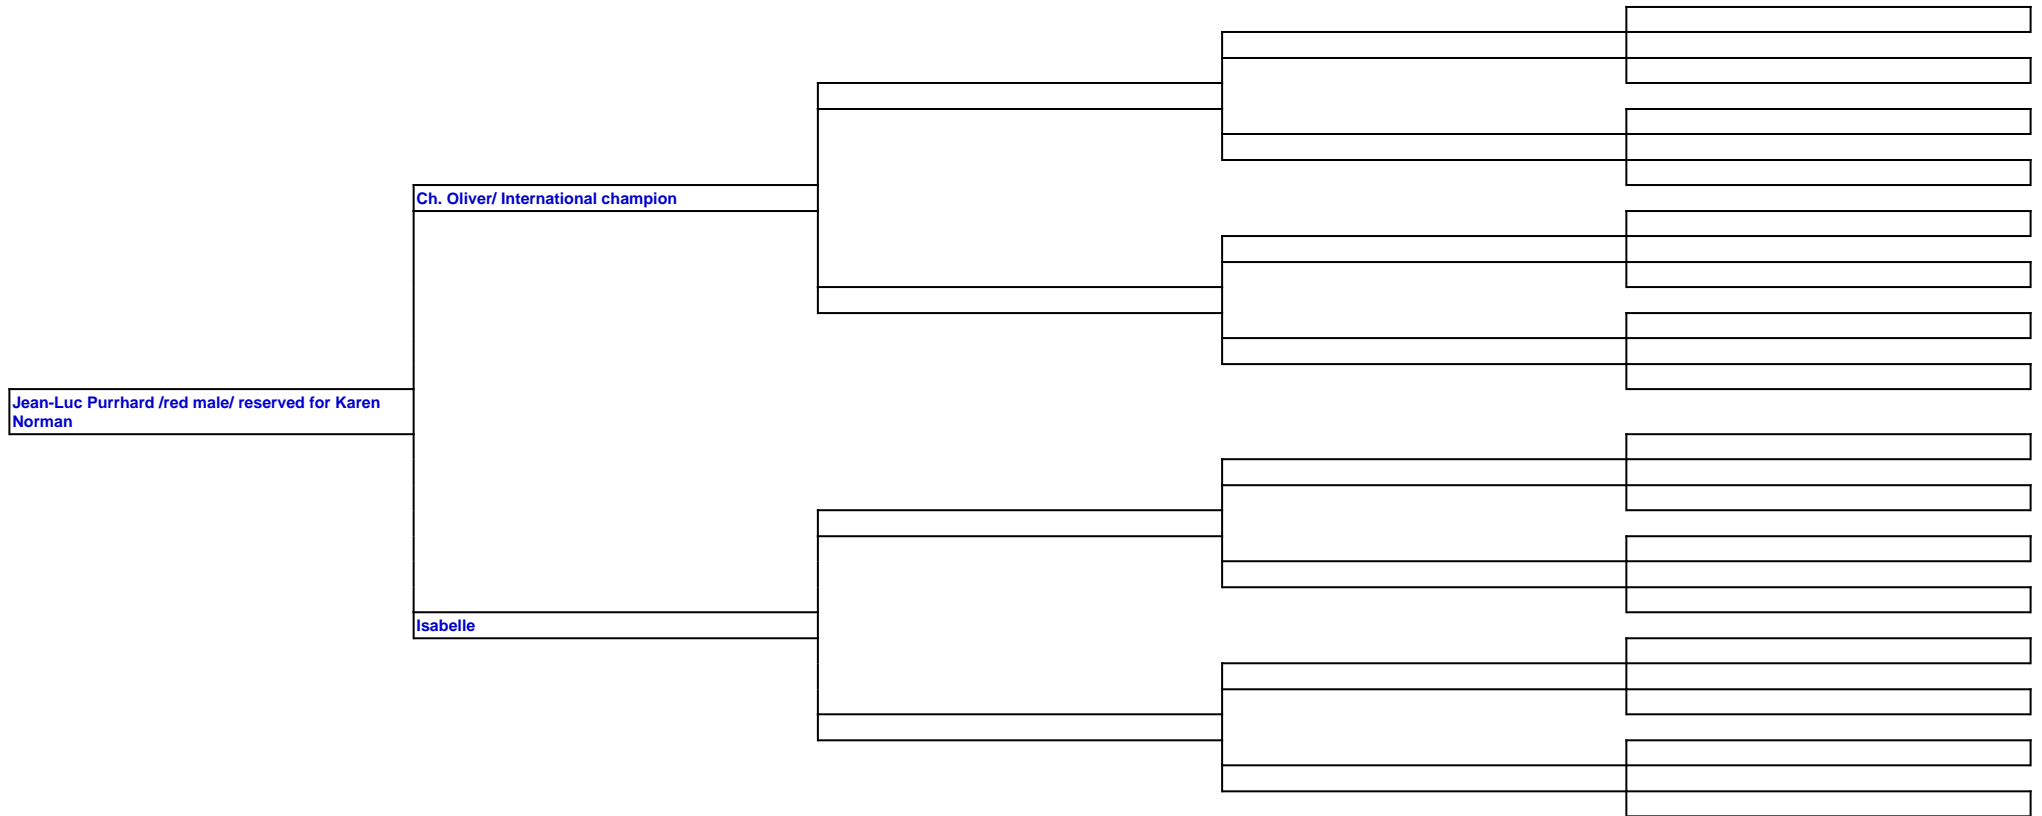 Ch. Oliver/ International champion
Jean-Luc Purrhard /red male/ reserved for Karen
Norman
Isabelle